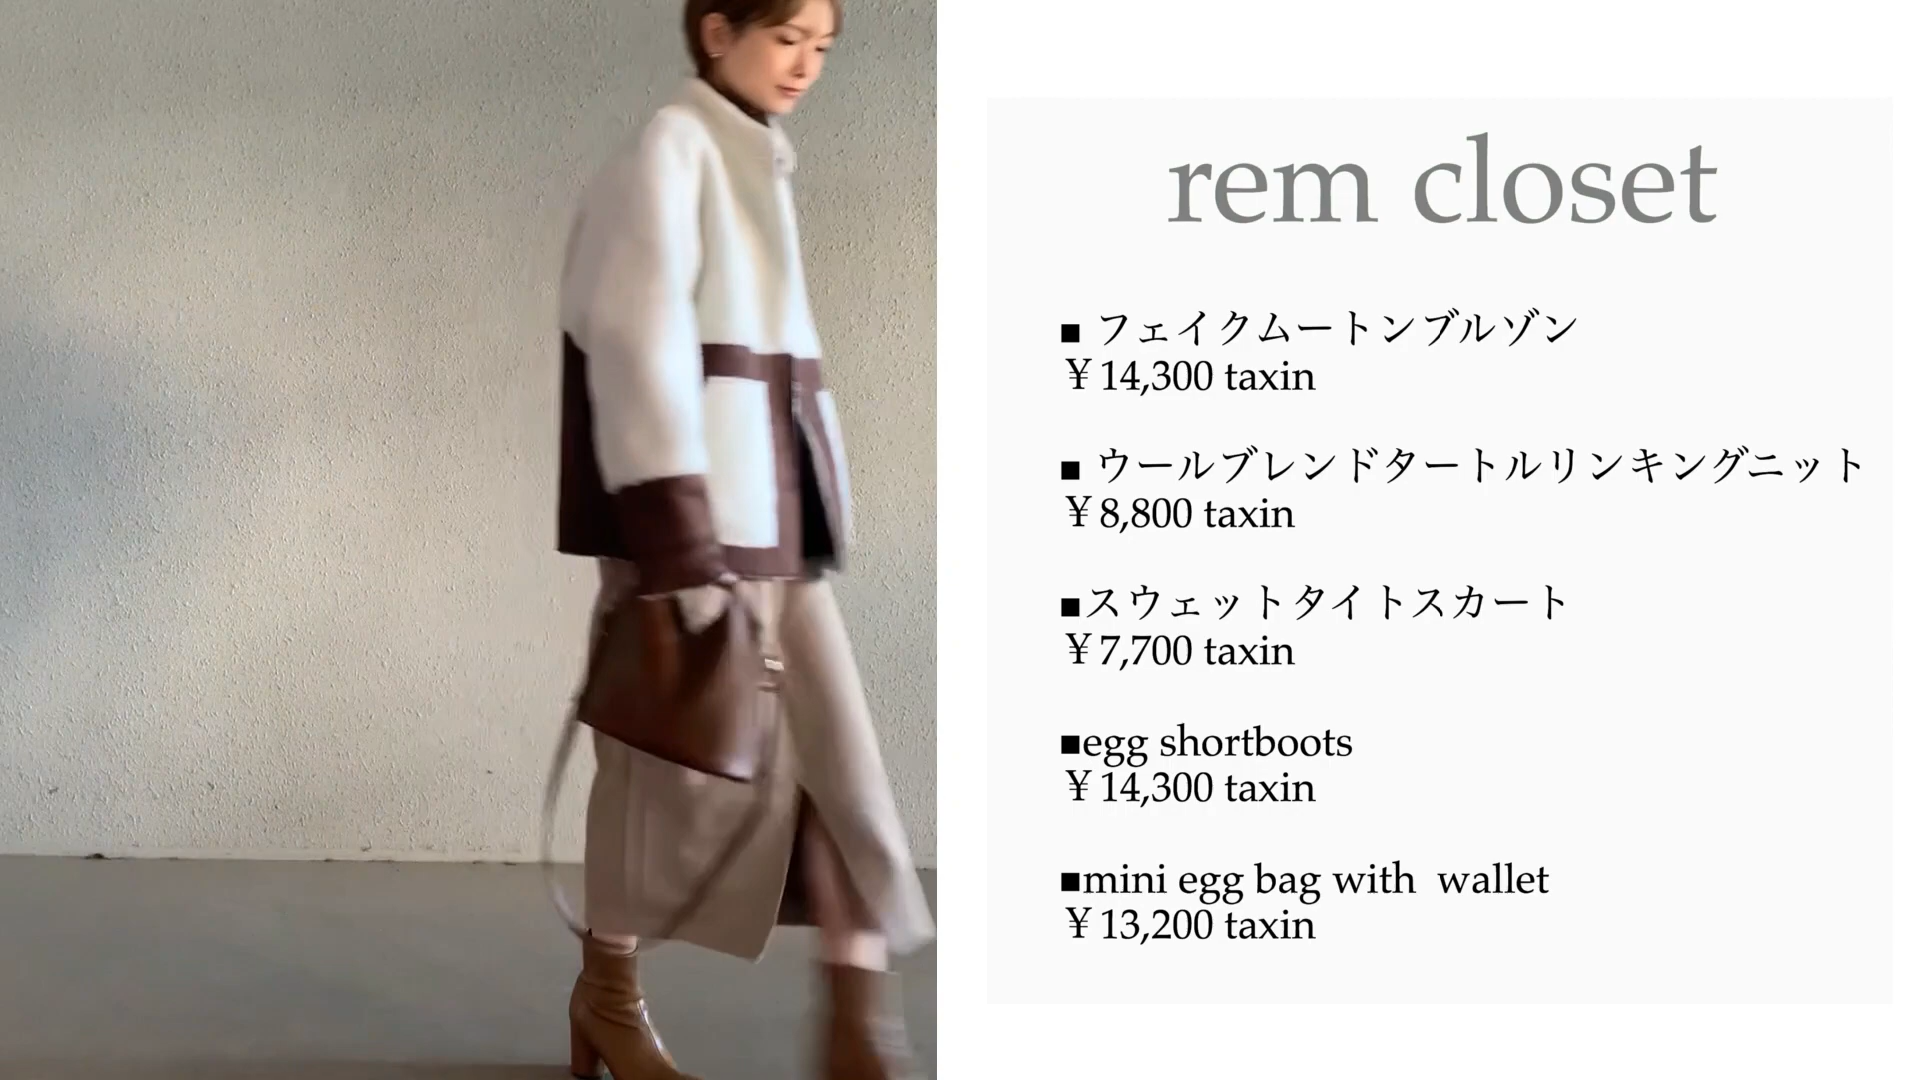 rem closet
■ フェイクムートンブルゾン
￥14,300 taxin
■ ウールブレンドタートルリンキングニット
￥8,800 taxin
■スウェットタイトスカート
￥7,700 taxin
■egg shortboots
￥14,300 taxin
■mini egg bag with  wallet
￥13,200 taxin